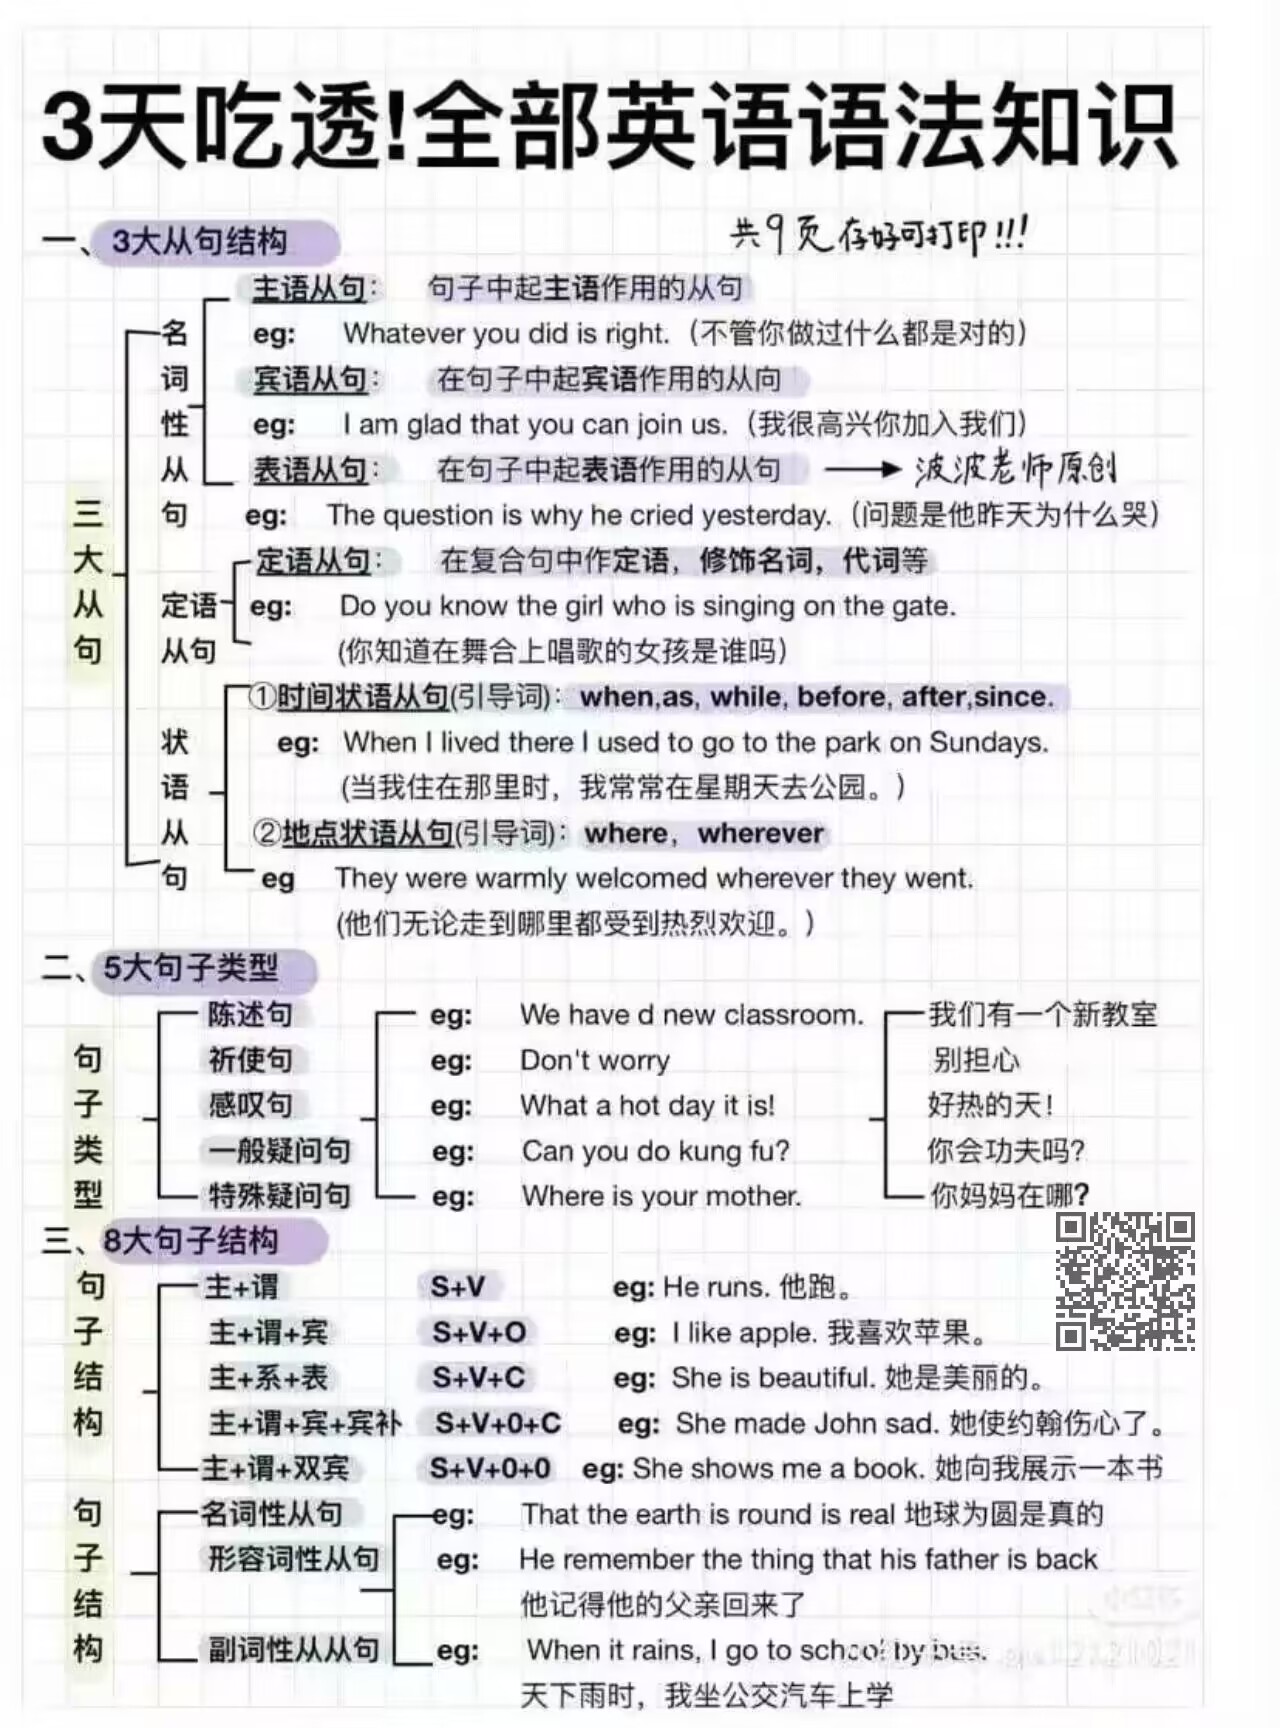 3天吃透!全部英语语法知识
共9页存好可打印!!!
一、3大从句结构
三大从句
名词性从句
主语从句: 句子中起主语作用的从句
eg: Whatever you did is right.（不管你做过什么都是对的）
宾语从句: 在句子中起宾语作用的从向
eg: I am glad that you can join us.（我很高兴你加入我们）
表语从句: 在句子中起表语作用的从句 → 波波老师原创
eg: The question is why he cried yesterday.（问题是他昨天为什么哭）
定语从句
定语从句: 在复合句中作定语，修饰名词，代词等
eg: Do you know the girl who is singing on the gate.
(你知道在舞合上唱歌的女孩是谁吗)
状语从句
①时间状语从句(引导词)： when,as, while, before, after,since.
eg: When I lived there I used to go to the park on Sundays.
(当我住在那里时，我常常在星期天去公园。)
②地点状语从句(引导词)： where，wherever
eg They were warmly welcomed wherever they went.
(他们无论走到哪里都受到热烈欢迎。)
二、5大句子类型
句子类型
陈述句 eg: We have d new classroom. 我们有一个新教室
祈使句 eg: Don't worry 别担心
感叹句 eg: What a hot day it is! 好热的天!
一般疑问句 eg: Can you do kung fu? 你会功夫吗?
特殊疑问句 eg: Where is your mother. 你妈妈在哪?
三、8大句子结构
句子结构
主+谓 S+V eg: He runs. 他跑。
主+谓+宾 S+V+O eg: I like apple. 我喜欢苹果。
主+系+表 S+V+C eg: She is beautiful. 她是美丽的。
主+谓+宾+宾补 S+V+0+C eg: She made John sad. 她使约翰伤心了。
主+谓+双宾 S+V+0+0 eg: She shows me a book. 她向我展示一本书
句子结构
名词性从句 eg: That the earth is round is real 地球为圆是真的
形容词性从句 eg: He remember the thing that his father is back
他记得他的父亲回来了
副词性从从句 eg: When it rains, I go to school by bus.
天下雨时，我坐公交汽车上学